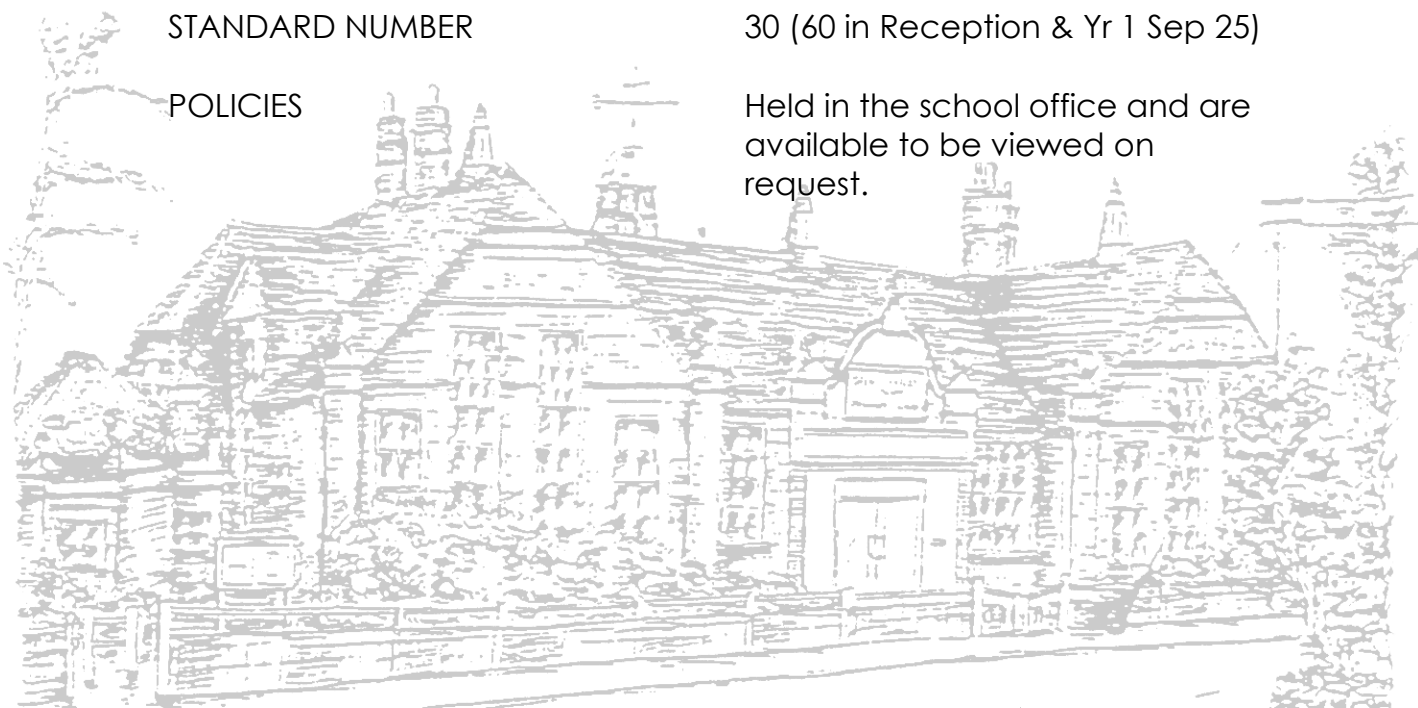 STANDARD NUMBER 30 (60 in Reception & Yr 1 Sep 25)
POLICIES Held in the school office and are
available to be viewed on
request.